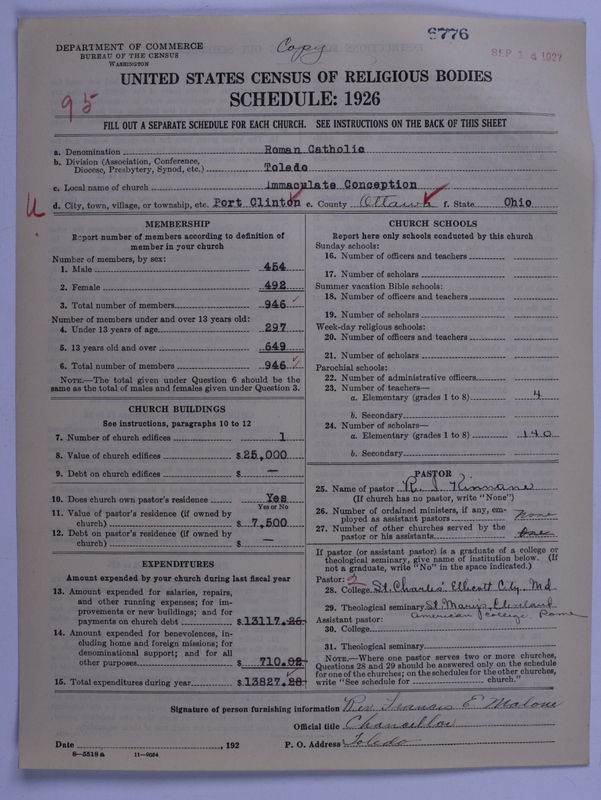 DEPARTMENT OF COMMERCE
BUREAU OF THE CENSUS
WASHINGTON
Copy
8776
SEP 1 6 1927
UNITED STATES CENSUS OF RELIGIOUS BODIES
95
SCHEDULE: 1926
FILL OUT A SEPARATE SCHEDULE FOR EACH CHURCH. SEE INSTRUCTIONS ON THE BACK OF THIS SHEET
a. Denomination Roman Catholic
b. Division (Association, Conference, Diocese, Presbytery, Synod, etc.) Toledo
c. Local name of church Immaculate Conception
d. City, town, village, or township, etc. Port Clinton e. County Ottawa f. State Ohio
MEMBERSHIP
Report number of members according to definition of
member in your church
Number of members, by sex:
1. Male 454
2. Female 492
3. Total number of members 946
Number of members under and over 13 years old:
4. Under 13 years of age 297
5. 13 years old and over 649
6. Total number of members 946
NOTE.—The total given under Question 6 should be
same as the total of males and females given under Question 3.
CHURCH BUILDINGS
See instructions, paragraphs 10 to 12
7. Number of church edifices 1
8. Value of church edifices $25,000
9. Debt on church edifices $ —
10. Does church own pastor's residence Yes
Yes or No
11. Value of pastor's residence (if owned by
church) $ 7,500
12. Debt on pastor's residence (if owned by
church) $ —
EXPENDITURES
Amount expended by your church during last fiscal year
13. Amount expended for salaries, repairs,
and other running expenses; for im-
provements or new buildings; and for
payments on church debt $13117.26
14. Amount expended for benevolences, in-
cluding home and foreign missions; for
denominational support; and for all
other purposes $ 710.02
15. Total expenditures during year $13827.28
CHURCH SCHOOLS
Report here only schools conducted by this church
Sunday schools:
16. Number of officers and teachers
17. Number of scholars
Summer vacation Bible schools:
18. Number of officers and teachers
19. Number of scholars
Week-day religious schools:
20. Number of officers and teachers
21. Number of scholars
Parochial schools:
22. Number of administrative officers
23. Number of teachers—
a. Elementary (grades 1 to 8) 4
b. Secondary
24. Number of scholars—
a. Elementary (grades 1 to 8) 140
b. Secondary
PASTOR
25. Name of pastor Rev. J. Kinnane
(If church has no pastor, write "None")
26. Number of ordained ministers, if any, em-
ployed as assistant pastors none
27. Number of other churches served by the
pastor or his assistants
If pastor (or assistant pastor) is a graduate of a college or
theological seminary, give name of institution below. (If
not a graduate, write "No" in the space indicated.)
Pastor: 2
28. College St. Charles' Ellicott City, Md
29. Theological seminary St. Mary's Cleveland
American College Rome
Assistant pastor:
30. College
31. Theological seminary
NOTE.—Where one pastor serves two or more churches,
Questions 28 and 29 should be answered only on the schedule
for one of the churches; on the schedules for the other churches,
write "See schedule for church."
Signature of person furnishing information Rev. Francis E. Malone
Official title Chancellor
Date , 192 P. O. Address Toledo
8—5518a 11—9054